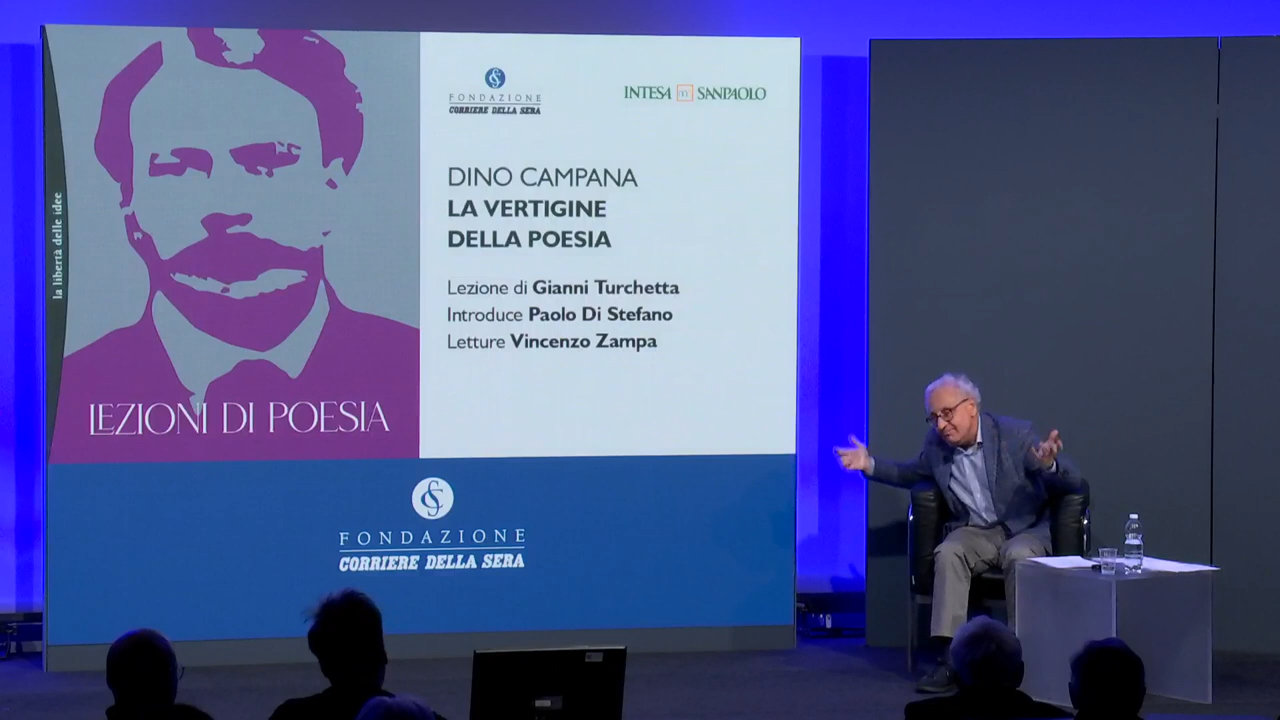 la libertà delle idee
LEZIONI DI POESIA
FONDAZIONE
CORRIERE DELLA SERA
INTESA SANPAOLO
DINO CAMPANA
LA VERTIGINE
DELLA POESIA
Lezione di Gianni Turchetta
Introduce Paolo Di Stefano
Letture Vincenzo Zampa
FONDAZIONE
CORRIERE DELLA SERA